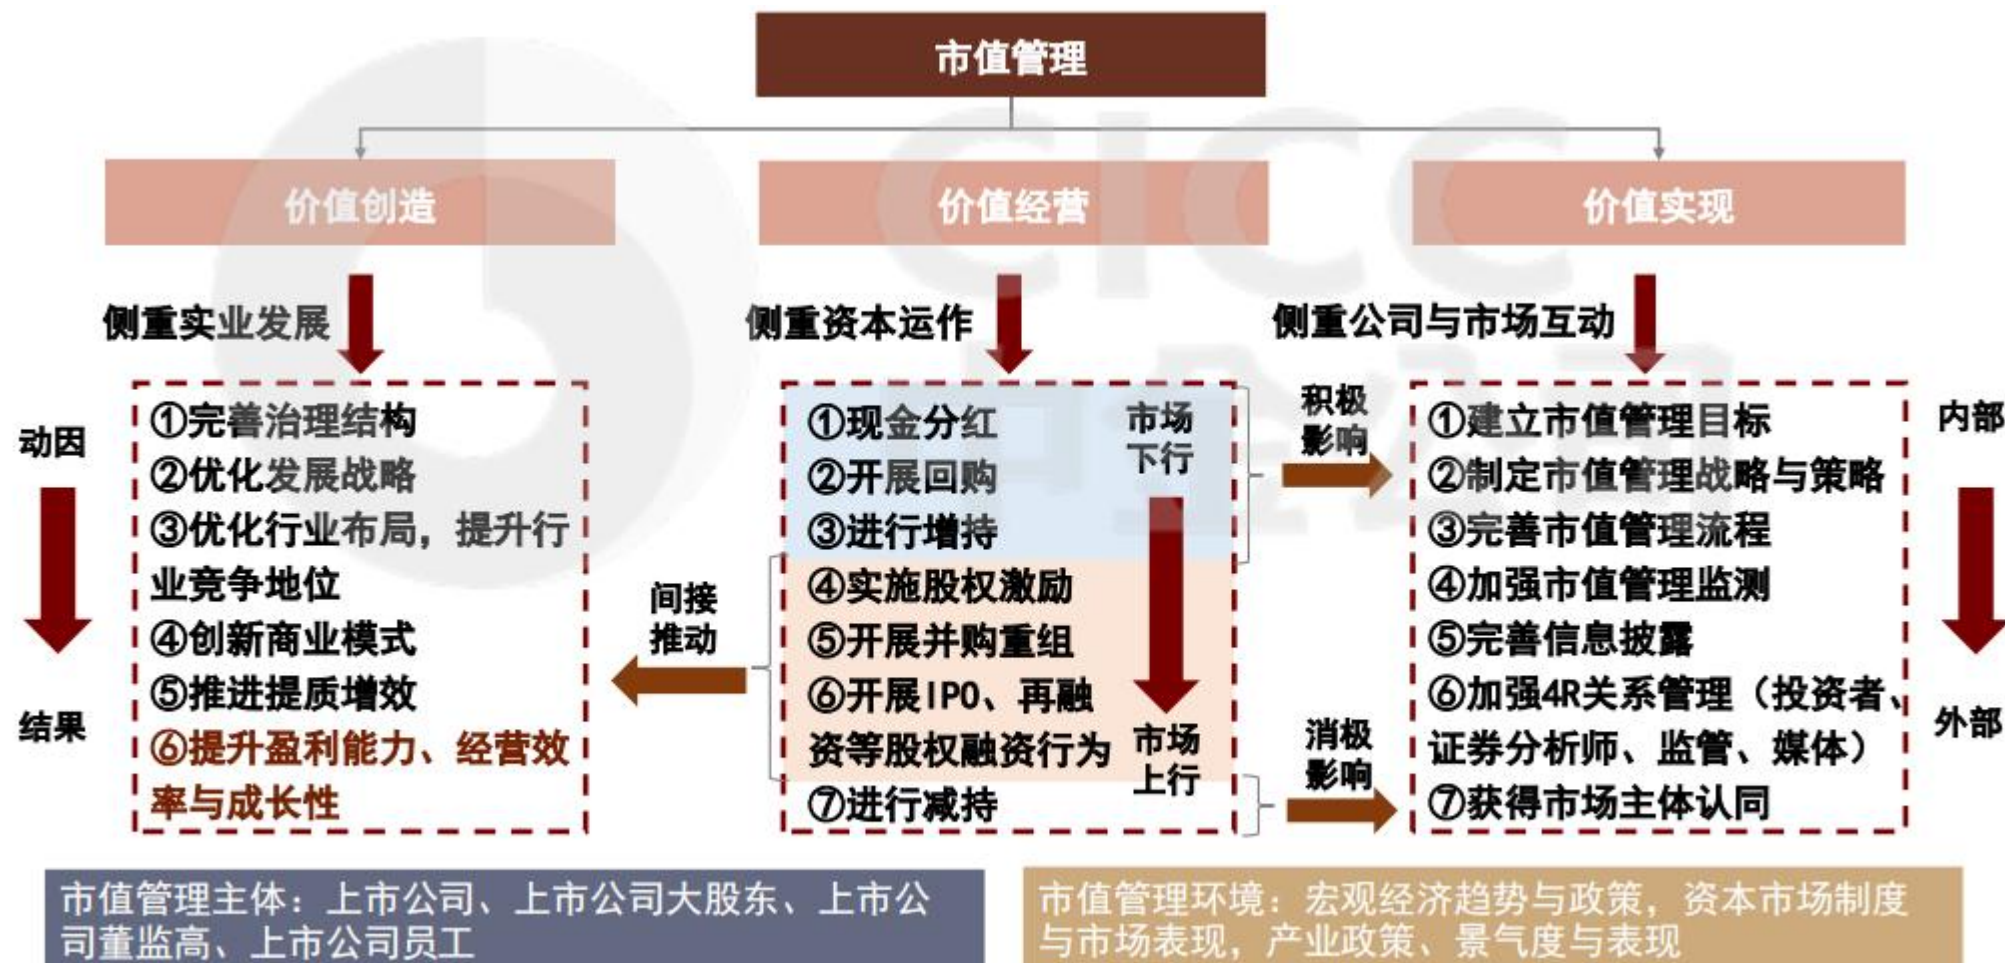 市值管理
价值创造
价值经营
价值实现
侧重实业发展
侧重资本运作
侧重公司与市场互动
动因
结果
①完善治理结构
②优化发展战略
③优化行业布局，提升行
业竞争地位
④创新商业模式
⑤推进提质增效
⑥提升盈利能力、经营效
率与成长性
间接
推动
①现金分红
②开展回购
③进行增持
④实施股权激励
⑤开展并购重组
⑥开展IPO、再融
资等股权融资行为
⑦进行减持
市场
下行
市场
上行
积极
影响
消极
影响
①建立市值管理目标
②制定市值管理战略与策略
③完善市值管理流程
④加强市值管理监测
⑤完善信息披露
⑥加强4R关系管理（投资者、
证券分析师、监管、媒体）
⑦获得市场主体认同
内部
外部
市值管理主体：上市公司、上市公司大股东、上市公
司董监高、上市公司员工
市值管理环境：宏观经济趋势与政策，资本市场制度
与市场表现，产业政策、景气度与表现
CICC
中金公司